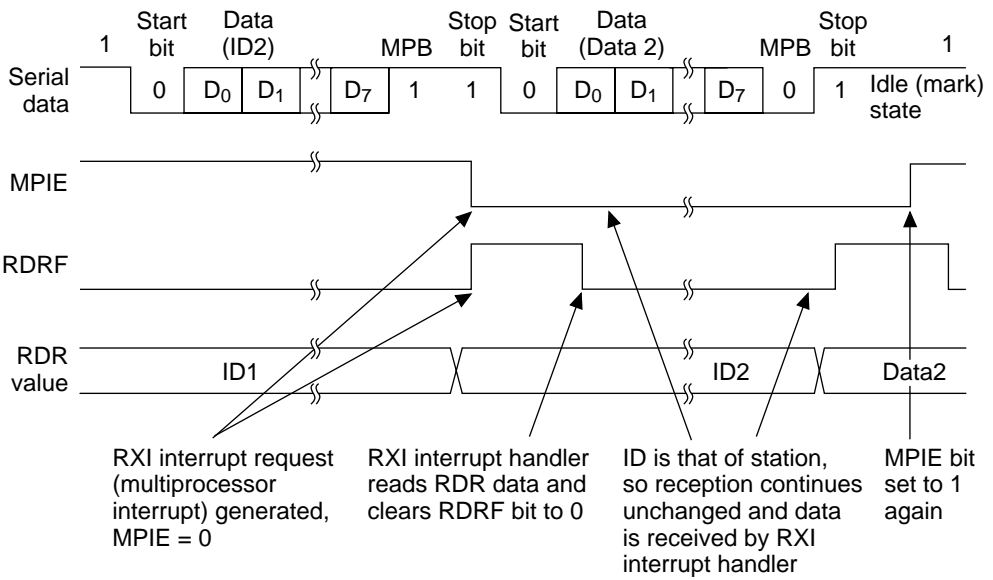 1 Start bit Data (ID2) MPB Stop bit Start bit Data (Data 2) MPB Stop bit 1
Serial data 0 D0 D1 D7 1 1 0 D0 D1 D7 0 1 Idle (mark) state
MPIE
RDRF
RDR value ID1 ID2 Data2
RXI interrupt request
(multiprocessor
interrupt) generated,
MPIE = 0
RXI interrupt handler
reads RDR data and
clears RDRF bit to 0
ID is that of station,
so reception continues
unchanged and data
is received by RXI
interrupt handler
MPIE bit
set to 1
again